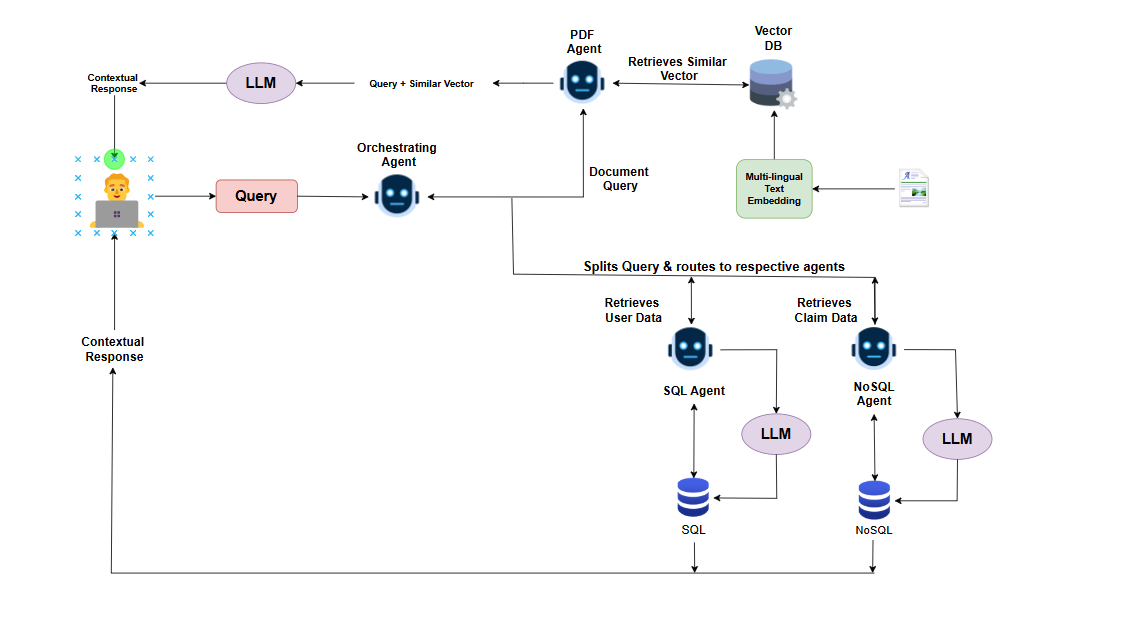 PDF
Agent
Vector
DB
Retrieves Similar
Vector
Contextual
Response
LLM
Query + Similar Vector
Orchestrating
Agent
Document
Query
Multi-lingual
Text
Embedding
Query
Splits Query & routes to respective agents
Retrieves
User Data
Retrieves
Claim Data
Contextual
Response
SQL Agent
NoSQL
Agent
LLM
LLM
SQL
NoSQL